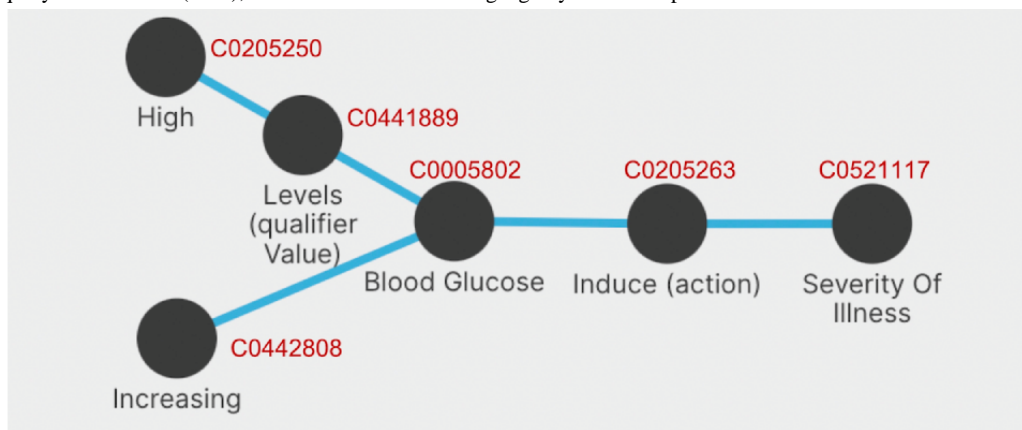 C0205250
High
C0441889
Levels
(qualifier
Value)
C0005802
Blood Glucose
C0205263
Induce (action)
C0521117
Severity Of
Illness
C0442808
Increasing